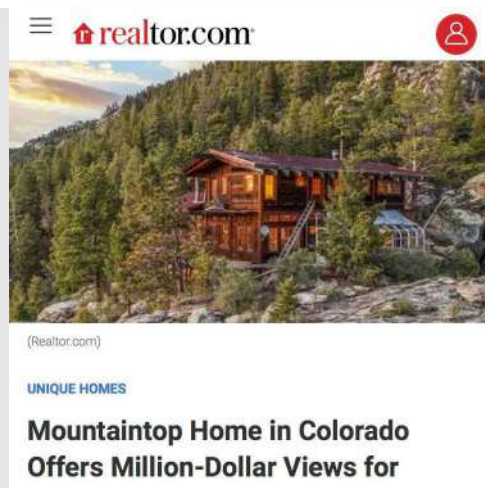 realtor.com
(Realtor.com)
UNIQUE HOMES
Mountaintop Home in Colorado
Offers Million-Dollar Views for